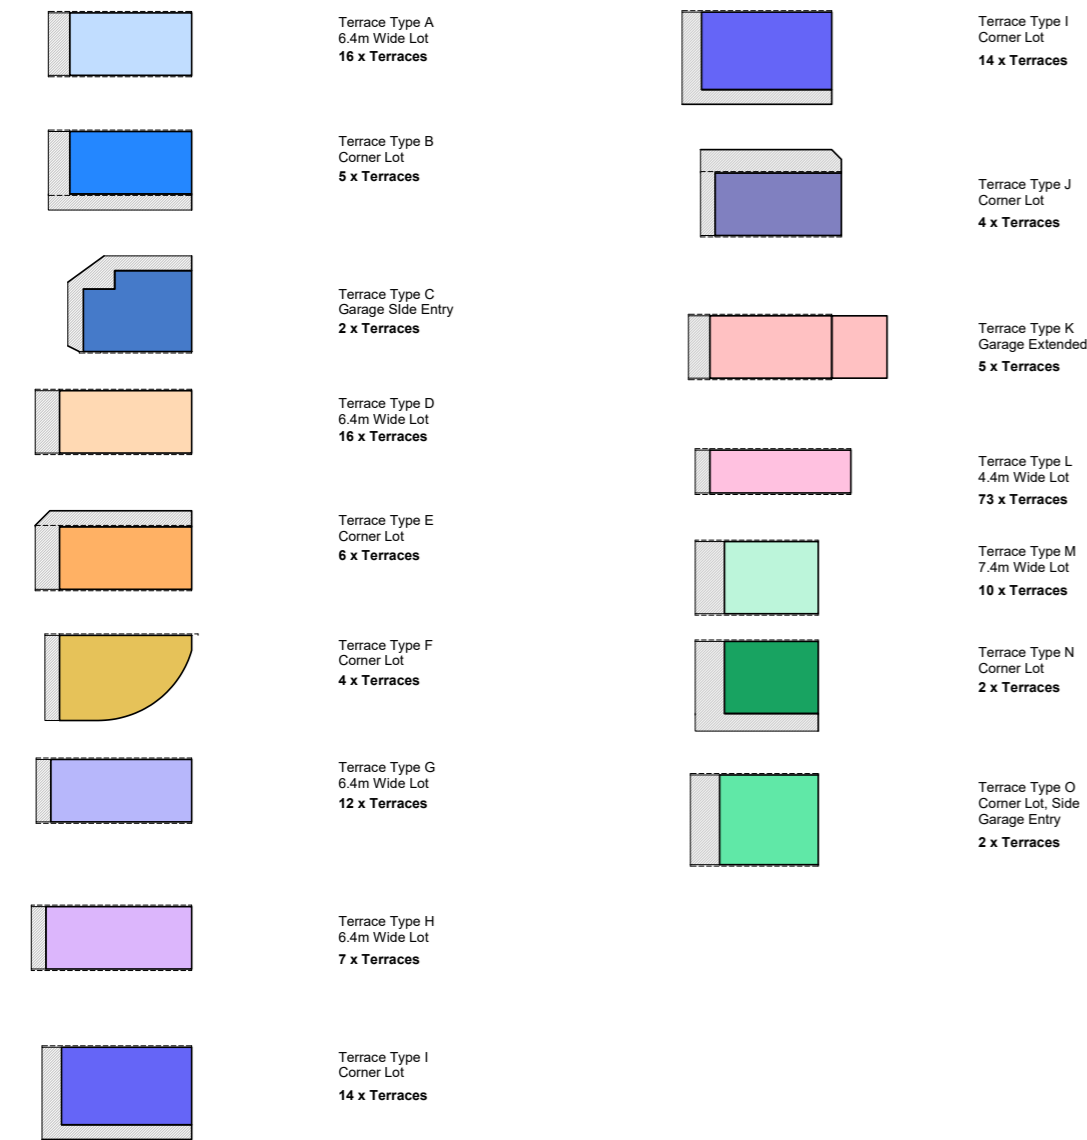 Terrace Type A
6.4m Wide Lot
16 x Terraces
Terrace Type B
Corner Lot
5 x Terraces
Terrace Type C
Garage SIde Entry
2 x Terraces
Terrace Type D
6.4m Wide Lot
16 x Terraces
Terrace Type E
Corner Lot
6 x Terraces
Terrace Type F
Corner Lot
4 x Terraces
Terrace Type G
6.4m Wide Lot
12 x Terraces
Terrace Type H
6.4m Wide Lot
7 x Terraces
Terrace Type I
Corner Lot
14 x Terraces
Terrace Type I
Corner Lot
14 x Terraces
Terrace Type J
Corner Lot
4 x Terraces
Terrace Type K
Garage Extended
5 x Terraces
Terrace Type L
4.4m Wide Lot
73 x Terraces
Terrace Type M
7.4m Wide Lot
10 x Terraces
Terrace Type N
Corner Lot
2 x Terraces
Terrace Type O
Corner Lot, Side
Garage Entry
2 x Terraces